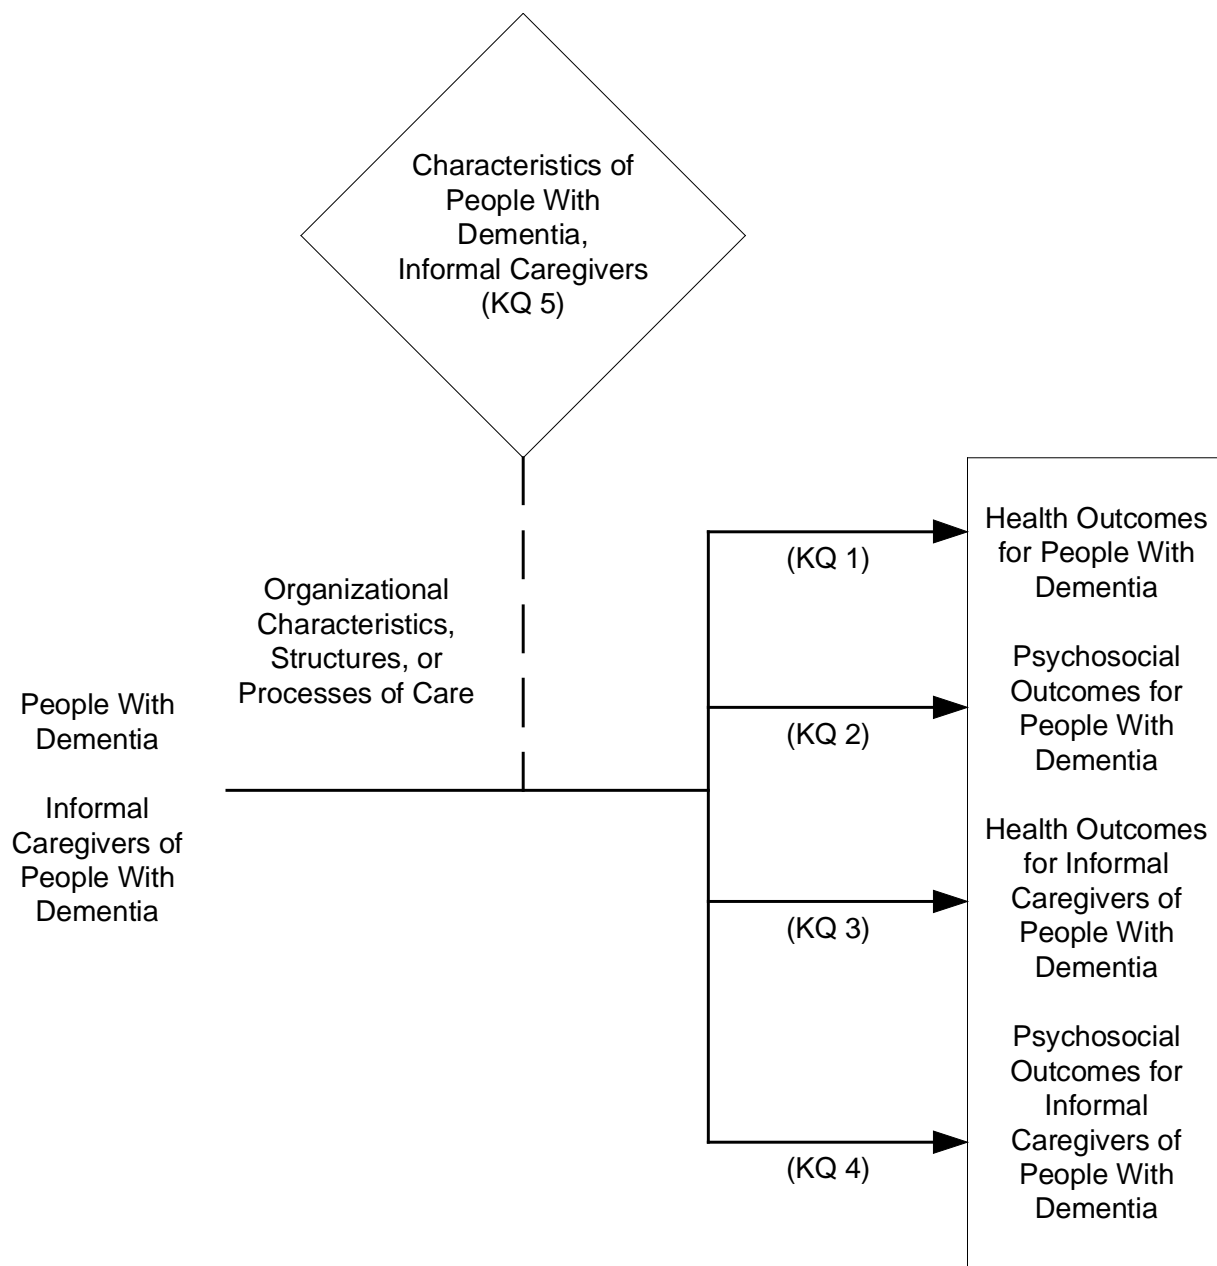 Characteristics of
People With
Dementia,
Informal Caregivers
(KQ 5)
Organizational
Characteristics,
Structures, or
Processes of Care
People With
Dementia
Informal
Caregivers of
People With
Dementia
(KQ 1)
(KQ 2)
(KQ 3)
(KQ 4)
Health Outcomes
for People With
Dementia
Psychosocial
Outcomes for
People With
Dementia
Health Outcomes
for Informal
Caregivers of
People With
Dementia
Psychosocial
Outcomes for
Informal
Caregivers of
People With
Dementia